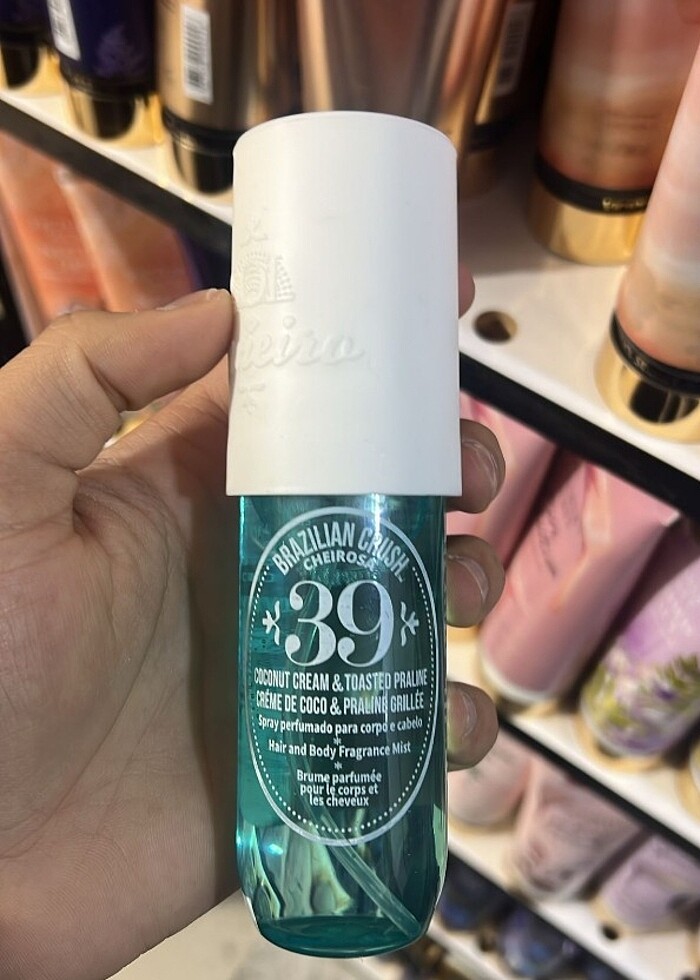 BRAZILIAN CRUSH
CHEIROSA
39
COCONUT CREAM & TOASTED PRALINE
CRÈME DE COCO & PRALINÉ GRILLÉE
Spray perfumado para corpo e cabelo
Hair and Body Fragrance Mist
Brume parfumée
pour le corps et
les cheveux